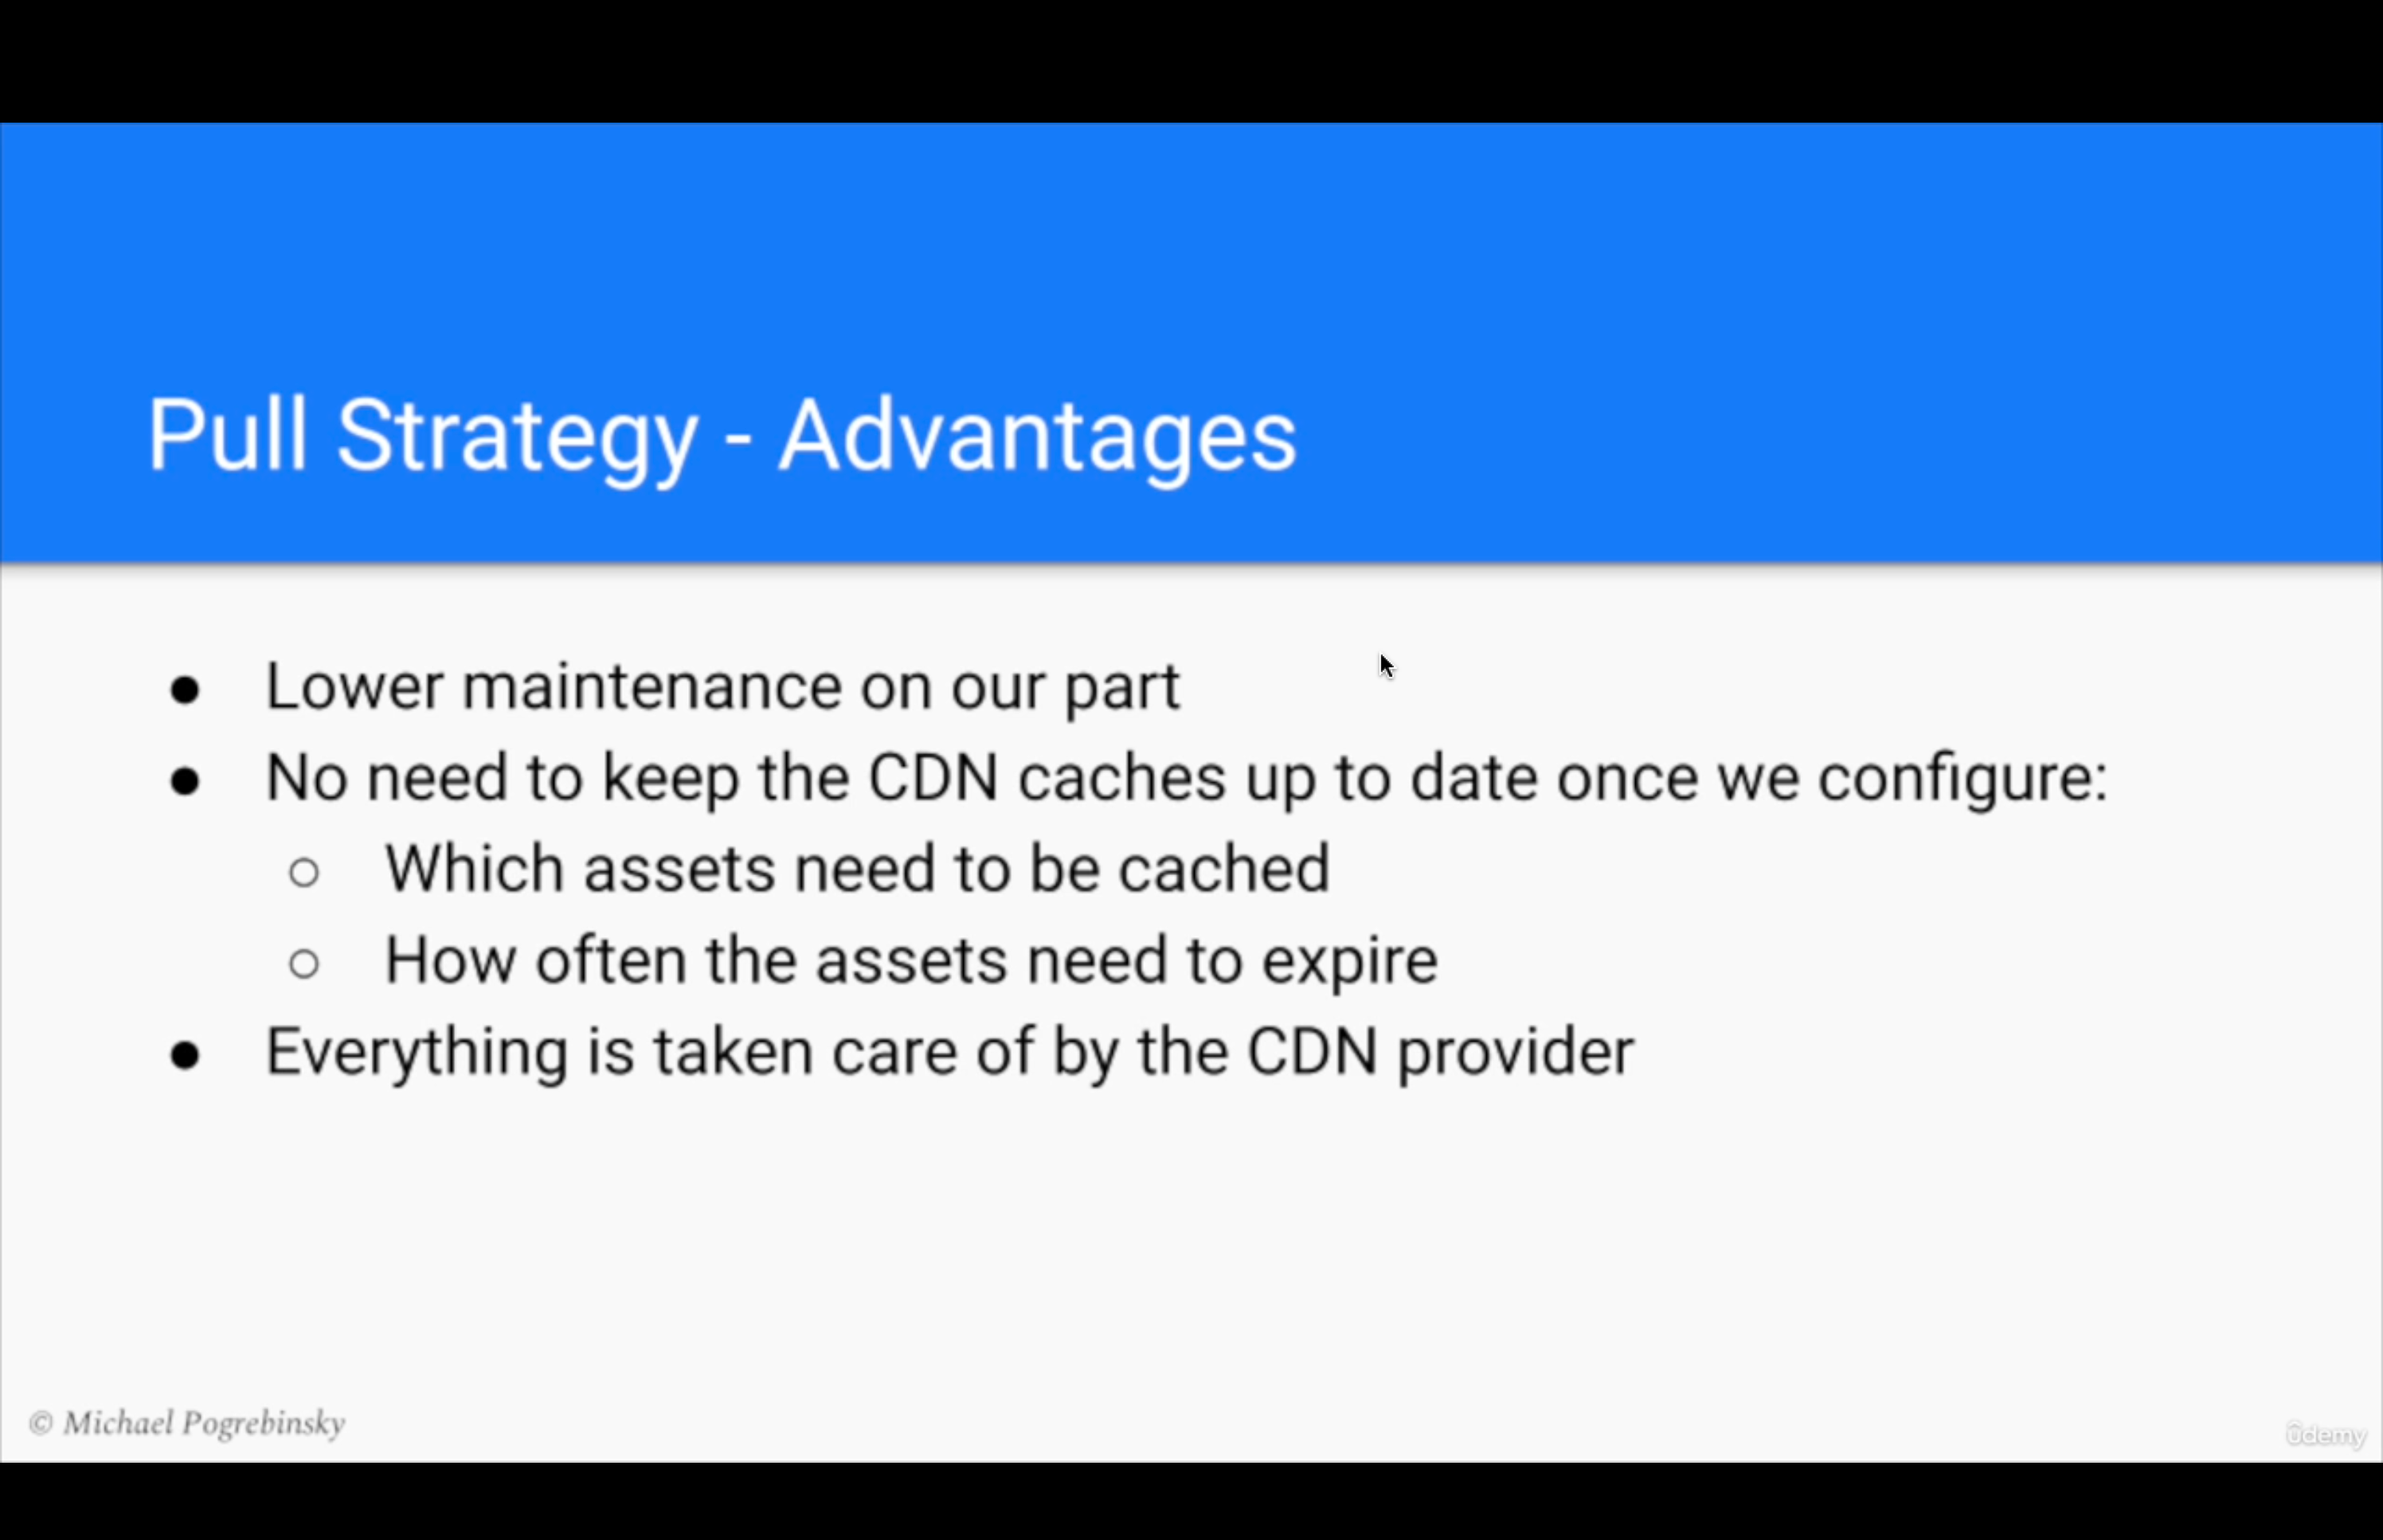 Pull Strategy - Advantages
● Lower maintenance on our part
● No need to keep the CDN caches up to date once we configure:
○ Which assets need to be cached
○ How often the assets need to expire
● Everything is taken care of by the CDN provider
© Michael Pogrebinsky
ûdemy